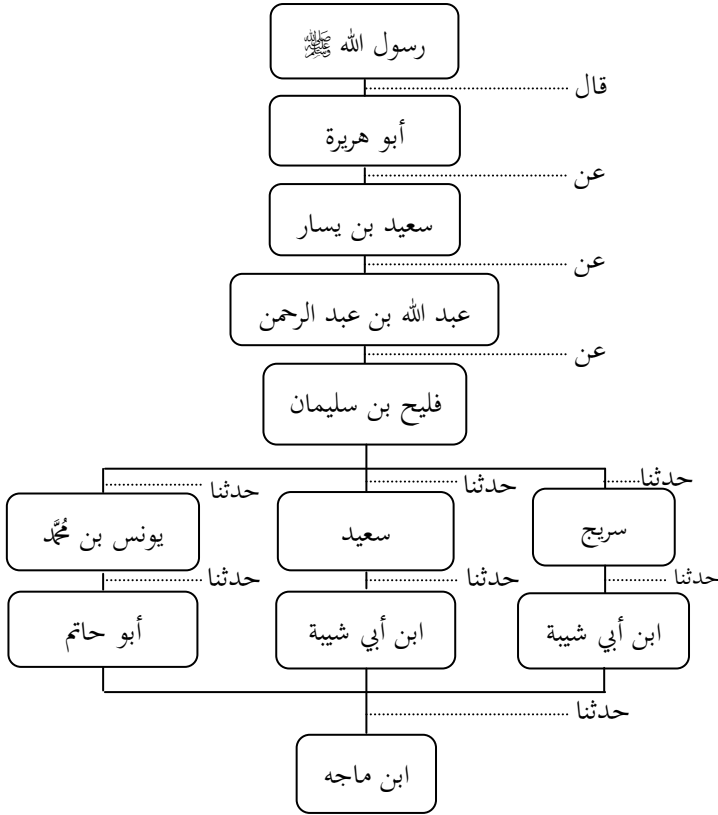 رسول الله ﷺ
قال
أبو هريرة
عن
سعيد بن يسار
عن
عبد الله بن عبد الرحمن
عن
فليح بن سليمان
حدثنا حدثنا حدثنا
سريج سعيد يونس بن مُحَمَّد
حدثنا حدثنا حدثنا
ابن أبي شيبة ابن أبي شيبة أبو حاتم
حدثنا
ابن ماجه